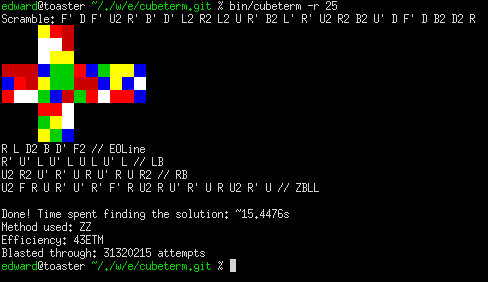 edward@toaster ~/./w/e/cubeterm.git % bin/cubeterm -r 25
Scramble: F' D F' U2 R' B' D' L2 R2 L2 U R' B2 L' R' U2 R2 B2 U' D F' D B2 D2 R
R L D2 B D' F2 // EOLine
R' U' L U' L U L U' L // LB
U2 R2 U' R' U R U' R U R2 // RB
U2 F R U R' U' R' F' R U2 R U' R' U R U2 R' U // ZBLL
Done! Time spent finding the solution: ~15.4476s
Method used: ZZ
Efficiency: 43ETM
Blasted through: 31320215 attempts
edward@toaster ~/./w/e/cubeterm.git %